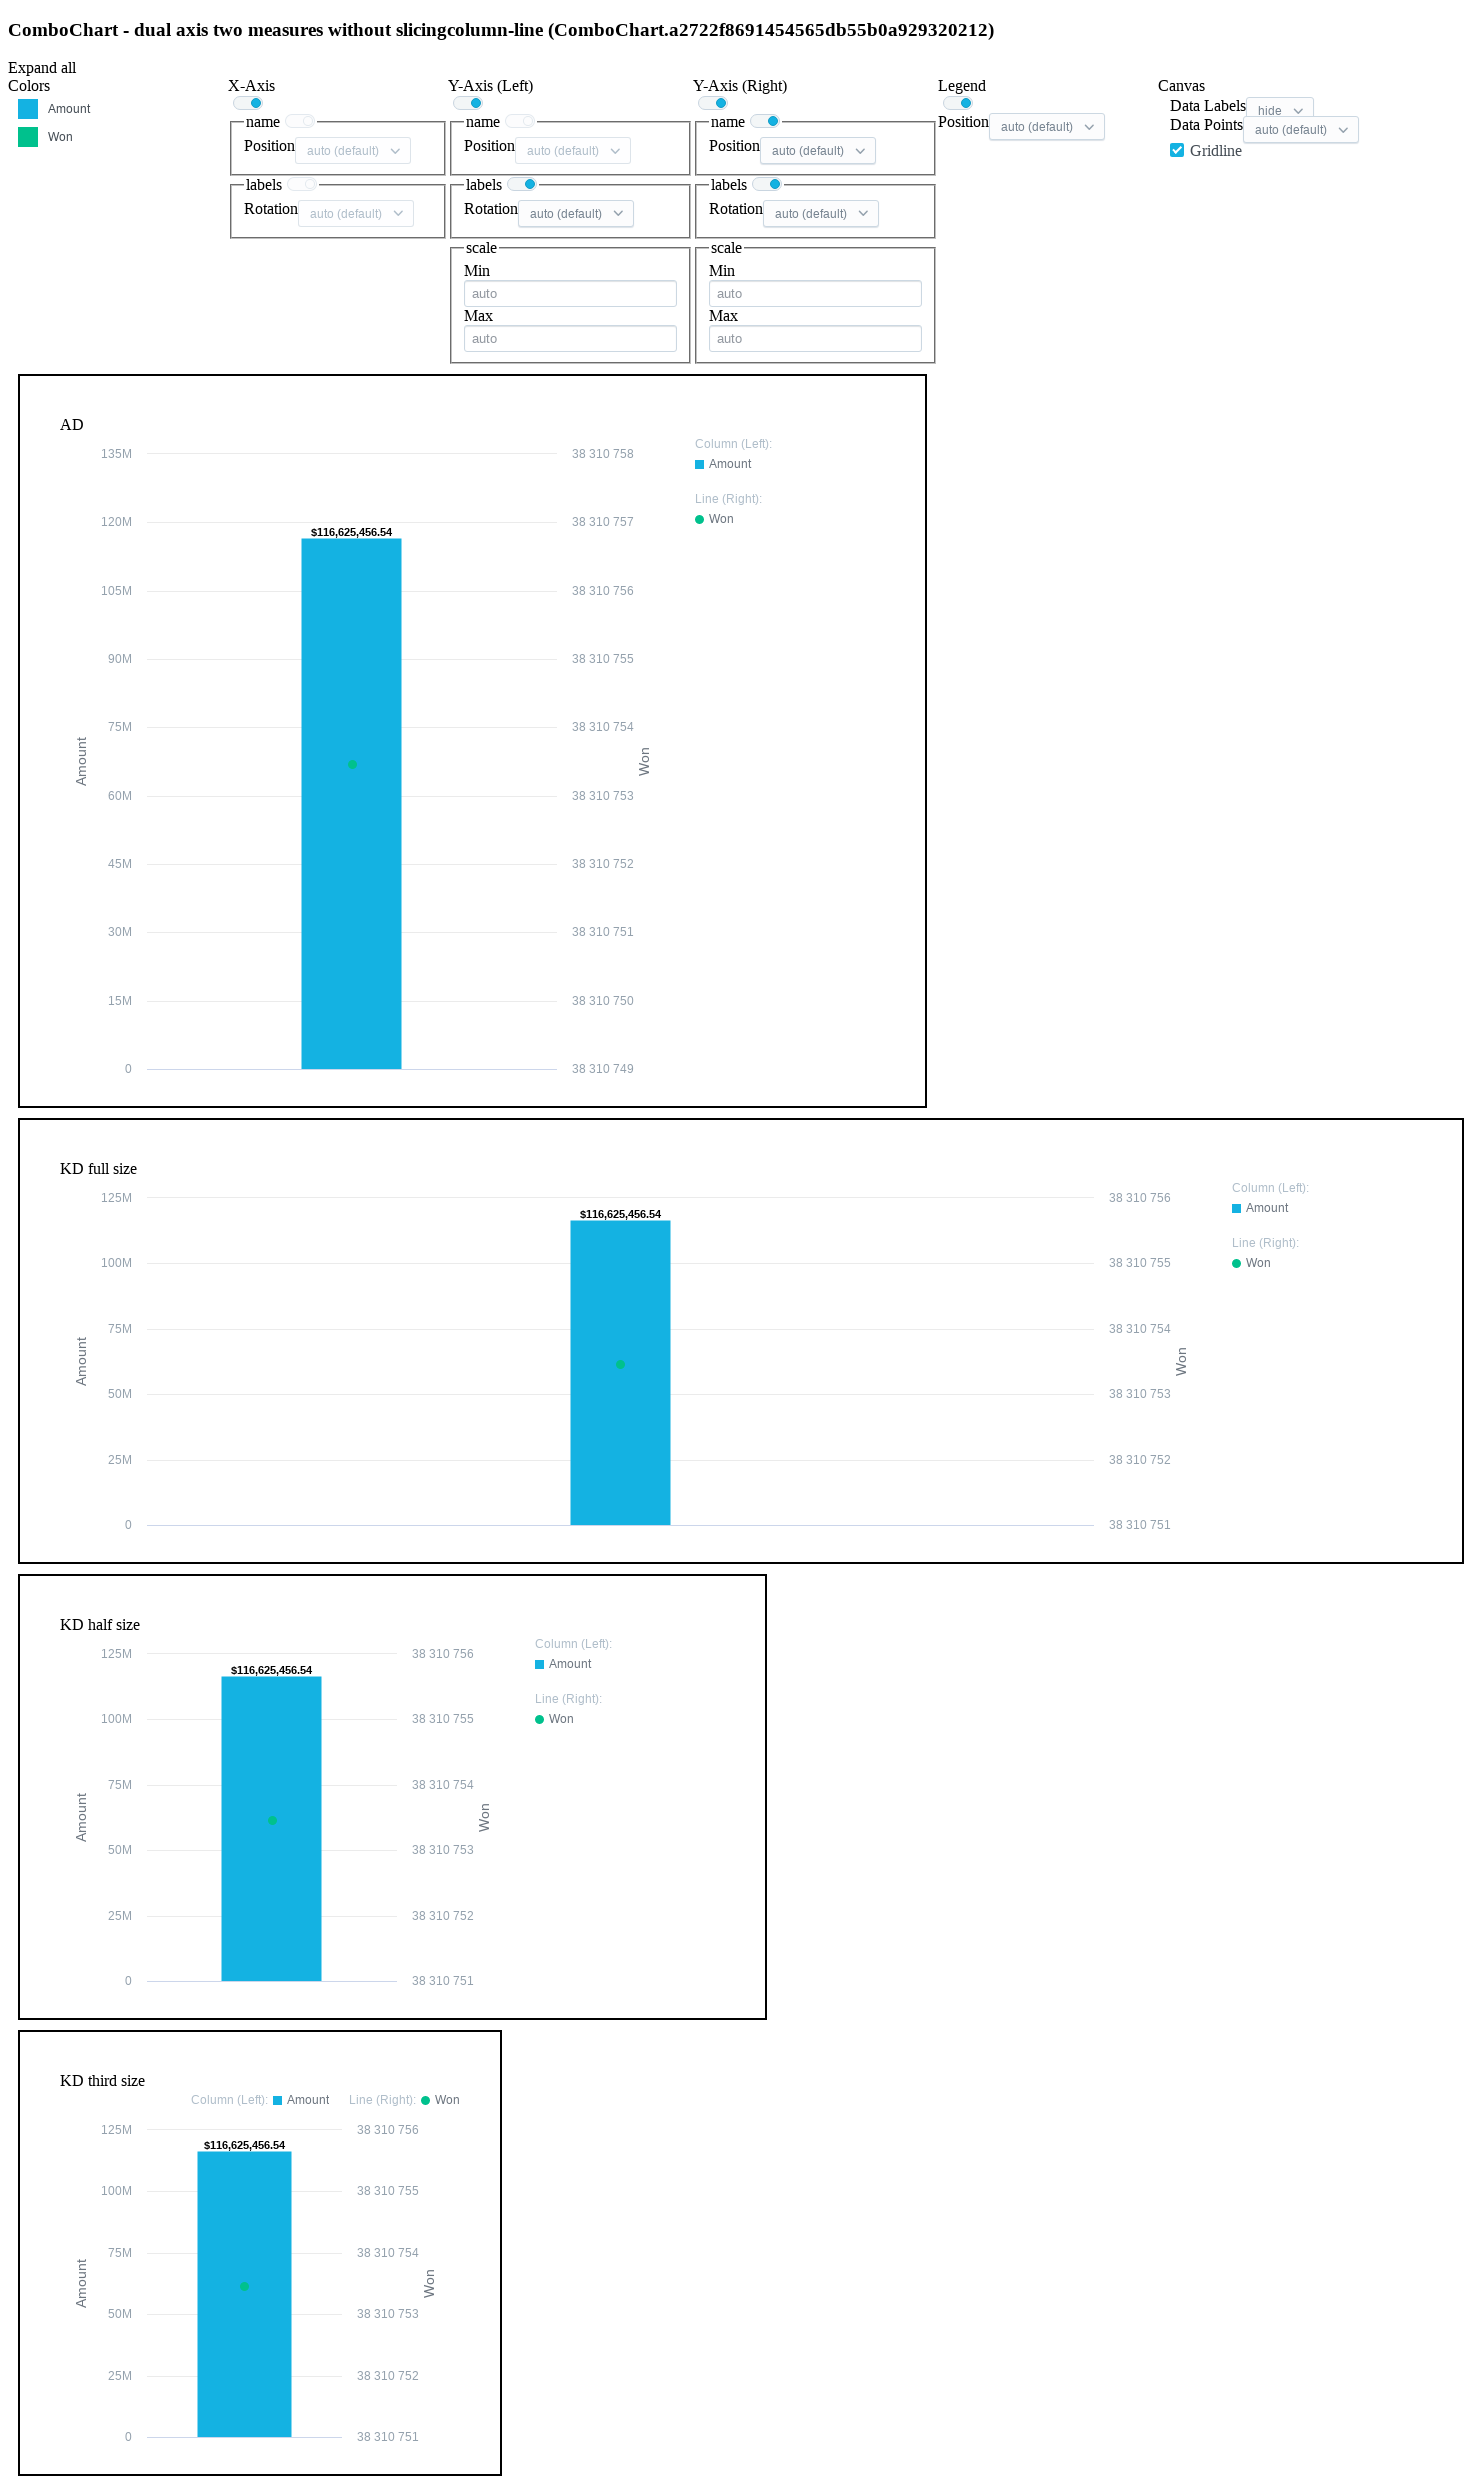 ComboChart - dual axis two measures without slicingcolumn-line (ComboChart.a2722f8691454565db55b0a929320212)
Expand all
Colors
Amount
Won
X-Axis
name
Position auto (default)
labels
Rotation auto (default)
Y-Axis (Left)
name
Position auto (default)
labels
Rotation auto (default)
scale
Min
auto
Max
auto
Y-Axis (Right)
name
Position auto (default)
labels
Rotation auto (default)
scale
Min
auto
Max
auto
Legend
Position auto (default)
Canvas
Data Labels hide
Data Points auto (default)
Gridline
AD
135M
120M
105M
90M
75M
60M
45M
30M
15M
0
Amount
$116,625,456.54
38 310 758
38 310 757
38 310 756
38 310 755
38 310 754
38 310 753
38 310 752
38 310 751
38 310 750
38 310 749
Won
Column (Left):
Amount
Line (Right):
Won
KD full size
125M
100M
75M
50M
25M
0
Amount
$116,625,456.54
38 310 756
38 310 755
38 310 754
38 310 753
38 310 752
38 310 751
Won
Column (Left):
Amount
Line (Right):
Won
KD half size
125M
100M
75M
50M
25M
0
Amount
$116,625,456.54
38 310 756
38 310 755
38 310 754
38 310 753
38 310 752
38 310 751
Won
Column (Left):
Amount
Line (Right):
Won
KD third size
Column (Left): Amount Line (Right): Won
125M
100M
75M
50M
25M
0
Amount
$116,625,456.54
38 310 756
38 310 755
38 310 754
38 310 753
38 310 752
38 310 751
Won